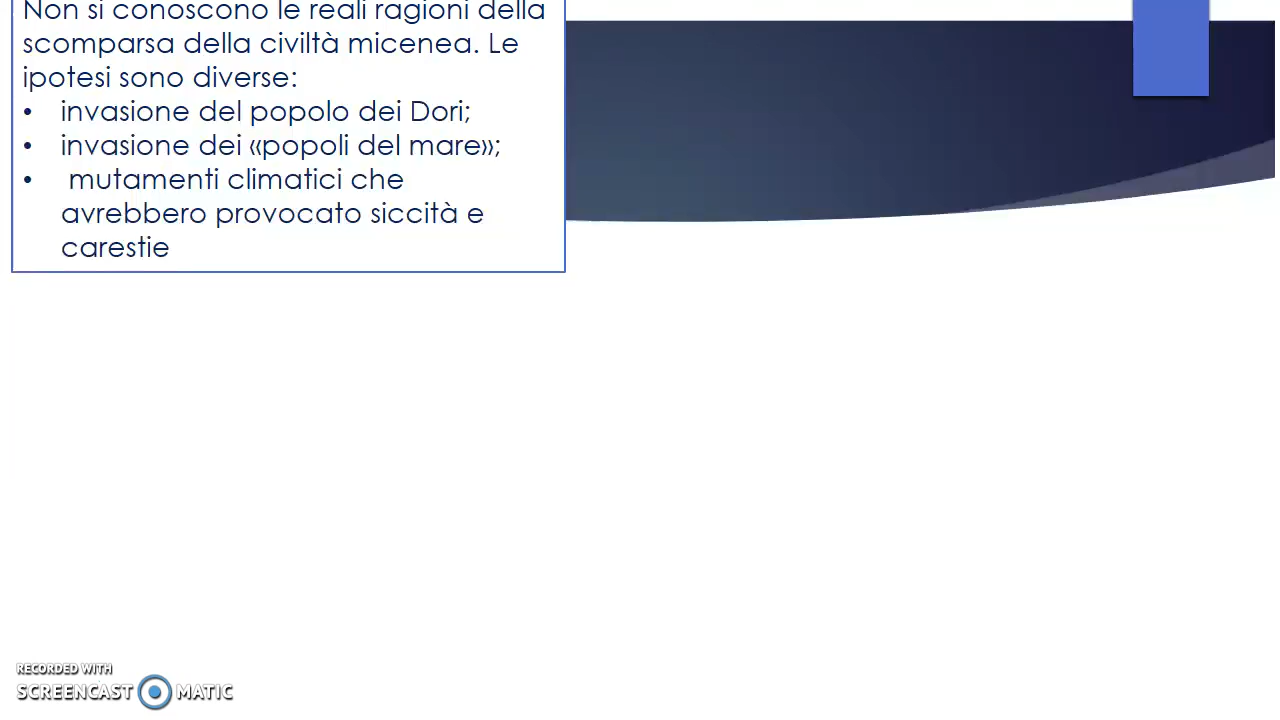 Non si conoscono le reali ragioni della
scomparsa della civiltà micenea. Le
ipotesi sono diverse:
• invasione del popolo dei Dori;
• invasione dei «popoli del mare»;
• mutamenti climatici che
avrebbero provocato siccità e
carestie
RECORDED WITH
SCREENCAST MATIC